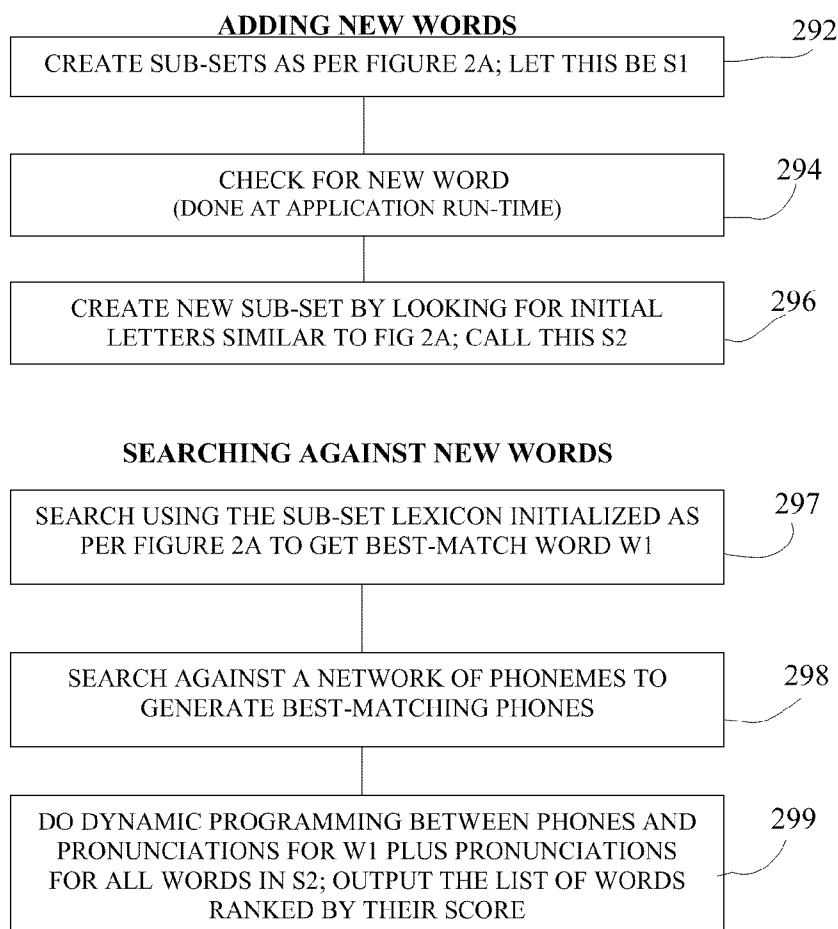 ADDING NEW WORDS
292
CREATE SUB-SETS AS PER FIGURE 2A; LET THIS BE S1
294
CHECK FOR NEW WORD
(DONE AT APPLICATION RUN-TIME)
296
CREATE NEW SUB-SET BY LOOKING FOR INITIAL
LETTERS SIMILAR TO FIG 2A; CALL THIS S2
SEARCHING AGAINST NEW WORDS
297
SEARCH USING THE SUB-SET LEXICON INITIALIZED AS
PER FIGURE 2A TO GET BEST-MATCH WORD W1
298
SEARCH AGAINST A NETWORK OF PHONEMES TO
GENERATE BEST-MATCHING PHONES
299
DO DYNAMIC PROGRAMMING BETWEEN PHONES AND
PRONUNCIATIONS FOR W1 PLUS PRONUNCIATIONS
FOR ALL WORDS IN S2; OUTPUT THE LIST OF WORDS
RANKED BY THEIR SCORE